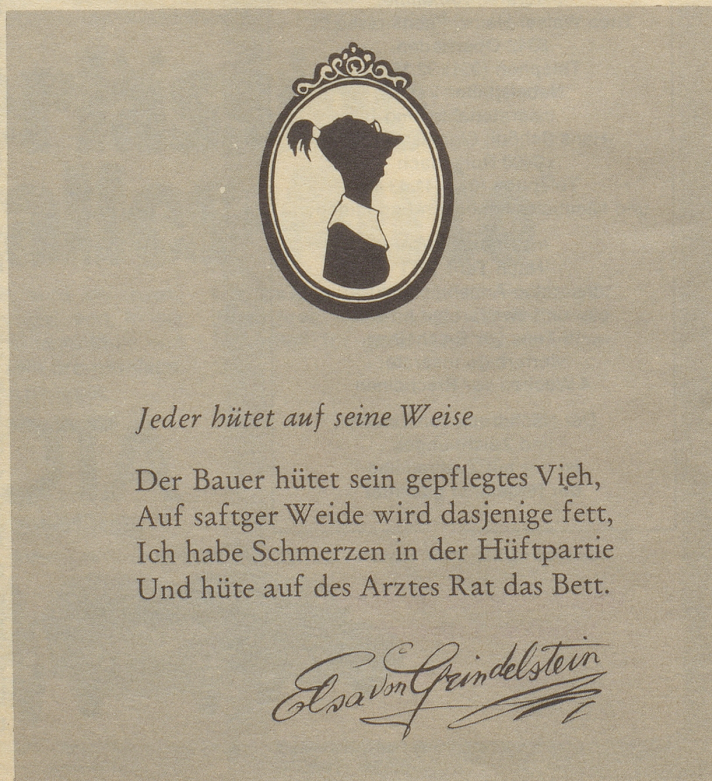 Jeder hütet auf seine Weise
Der Bauer hütet sein gepflegtes Vieh,
Auf saftger Weide wird dasjenige fett,
Ich habe Schmerzen in der Hüftpartie
Und hüte auf des Arztes Rat das Bett.
Elsa von Grindelstein